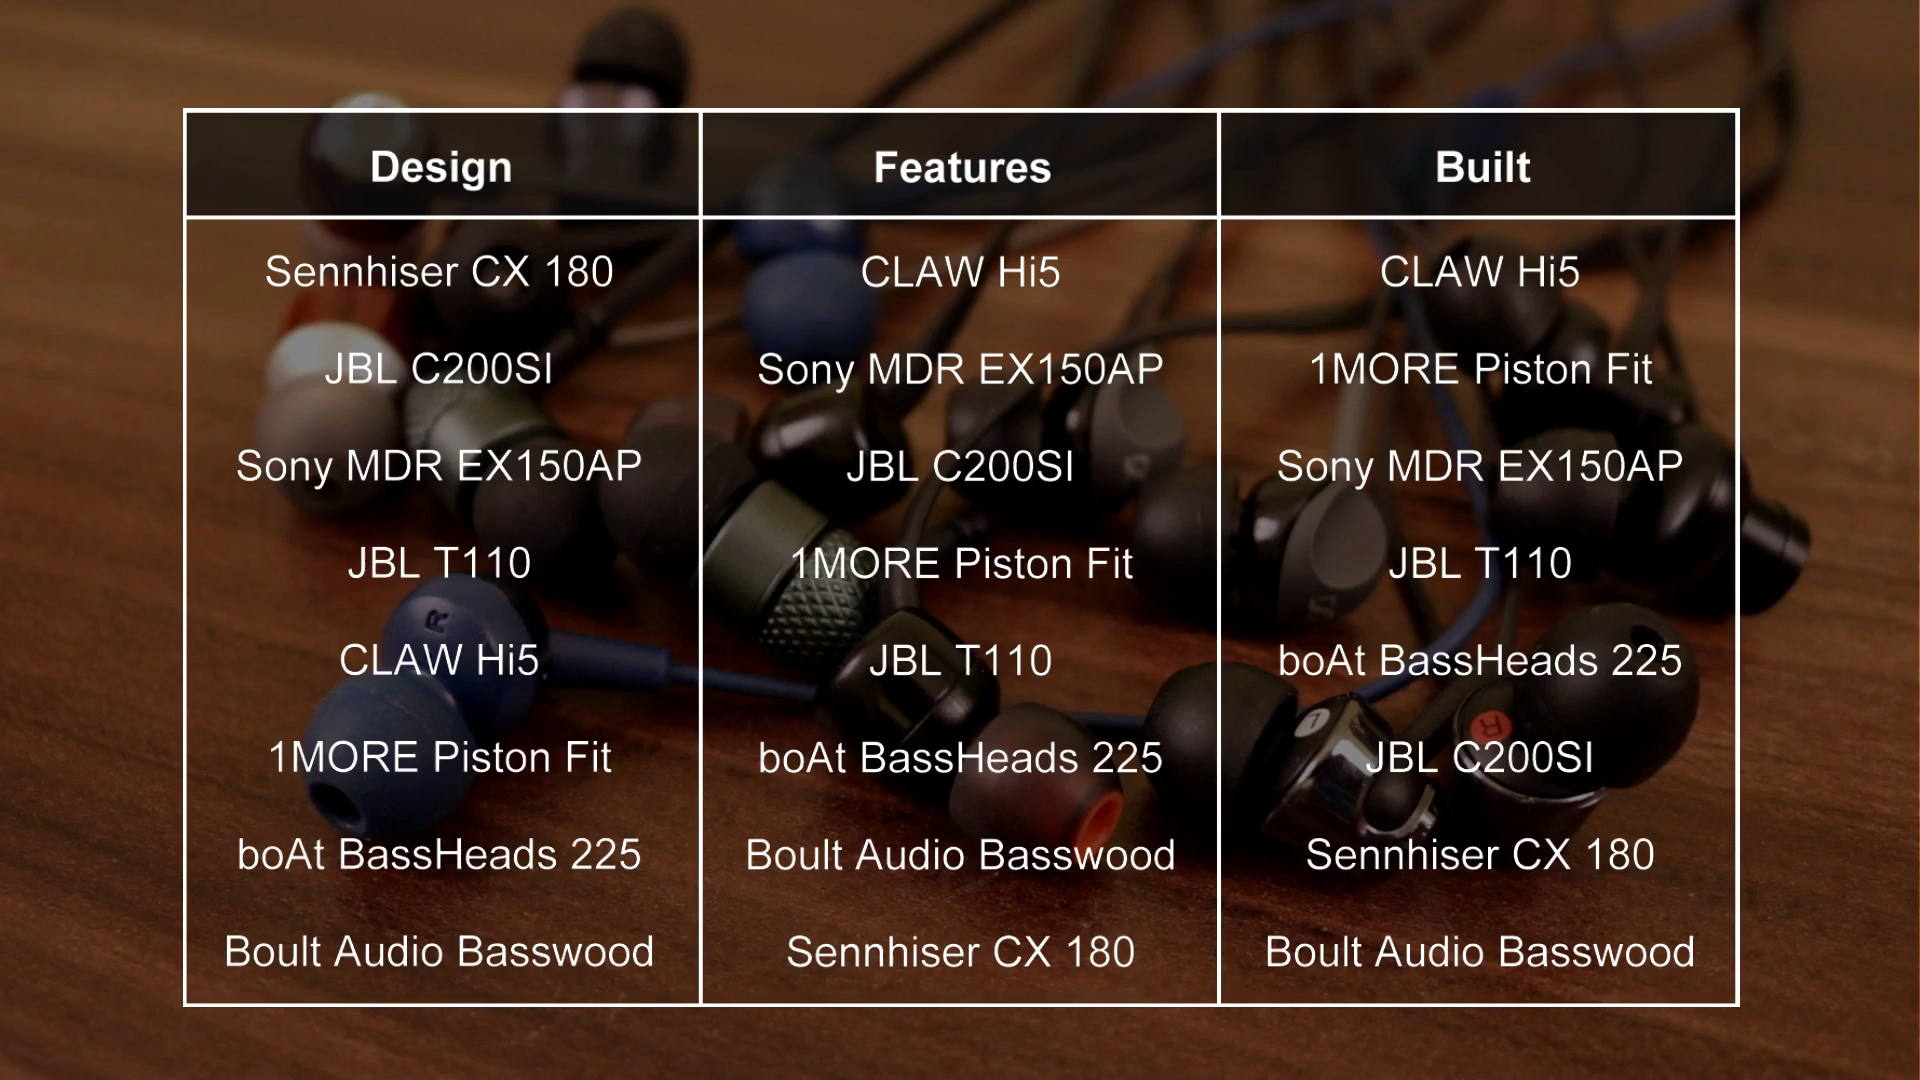 Design Features Built
Sennhiser CX 180 CLAW Hi5 CLAW Hi5
JBL C200SI Sony MDR EX150AP 1MORE Piston Fit
Sony MDR EX150AP JBL C200SI Sony MDR EX150AP
JBL T110 1MORE Piston Fit JBL T110
CLAW Hi5 JBL T110 boAt BassHeads 225
1MORE Piston Fit boAt BassHeads 225 JBL C200SI
boAt BassHeads 225 Boult Audio Basswood Sennhiser CX 180
Boult Audio Basswood Sennhiser CX 180 Boult Audio Basswood
R
L
R